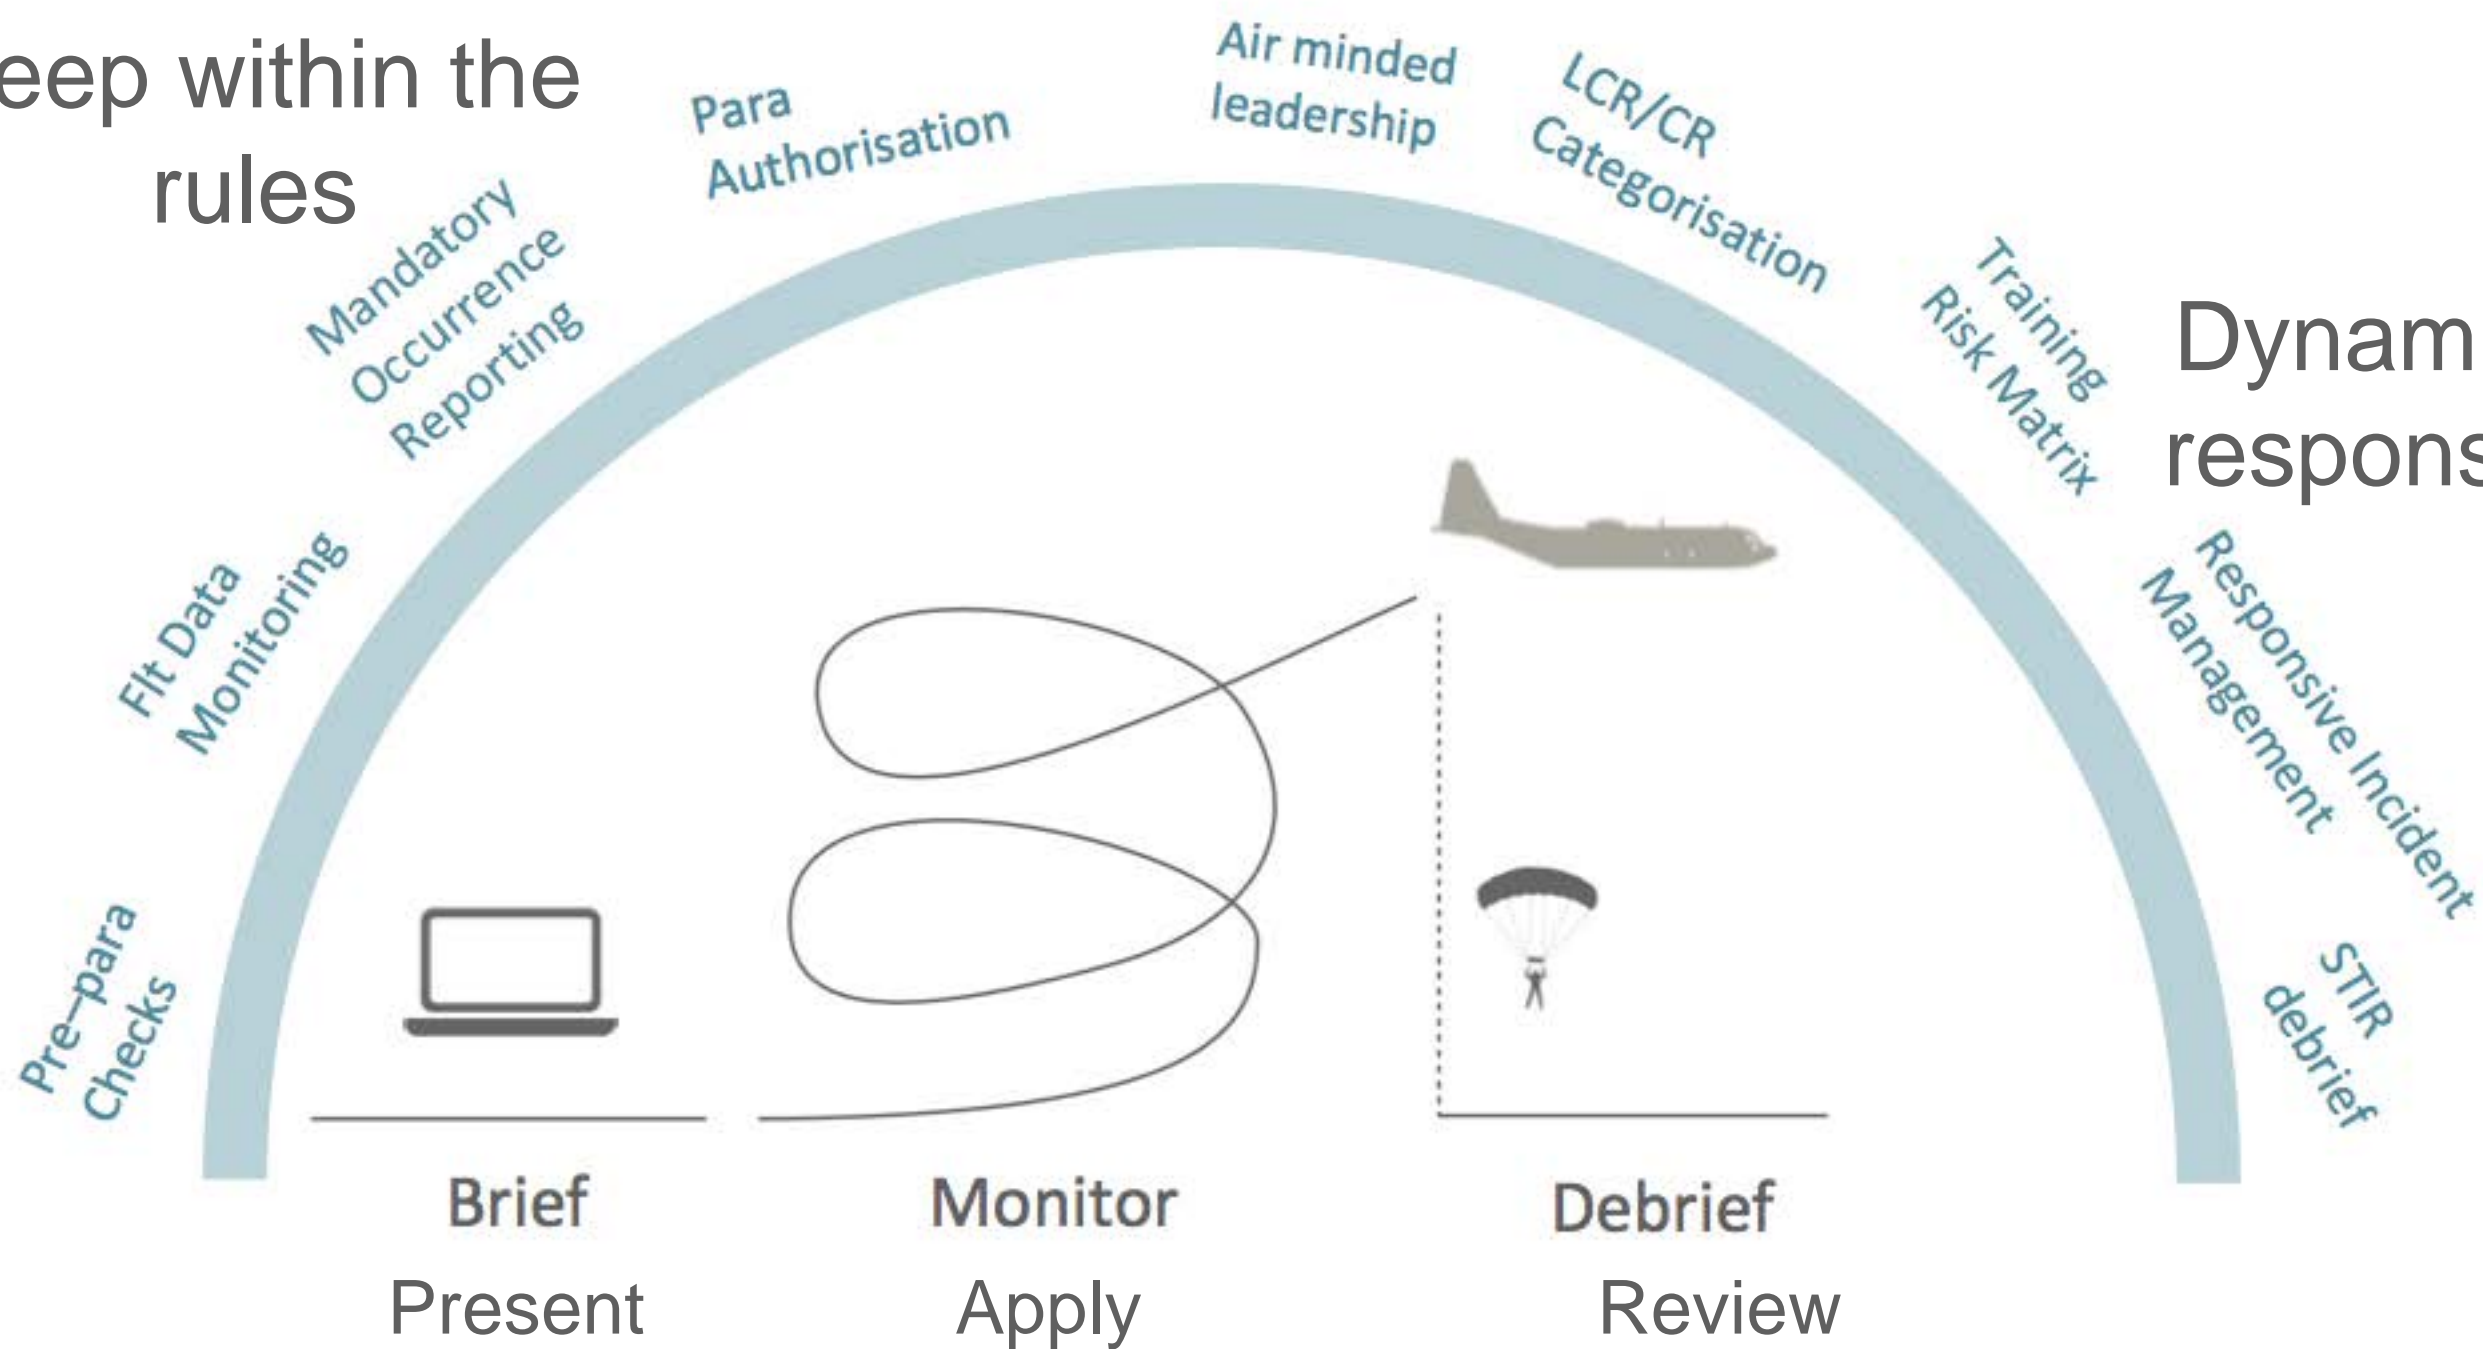 eep within the
rules
Pre-para
Checks
Flt Data
Monitoring
Mandatory
Occurrence
Reporting
Para
Authorisation
Air minded
leadership
LCR/CR
Categorisation
Training
Risk Matrix
Dynam
respons
Responsive Incident
Management
STIR
debrief
Brief
Monitor
Debrief
Present
Apply
Review